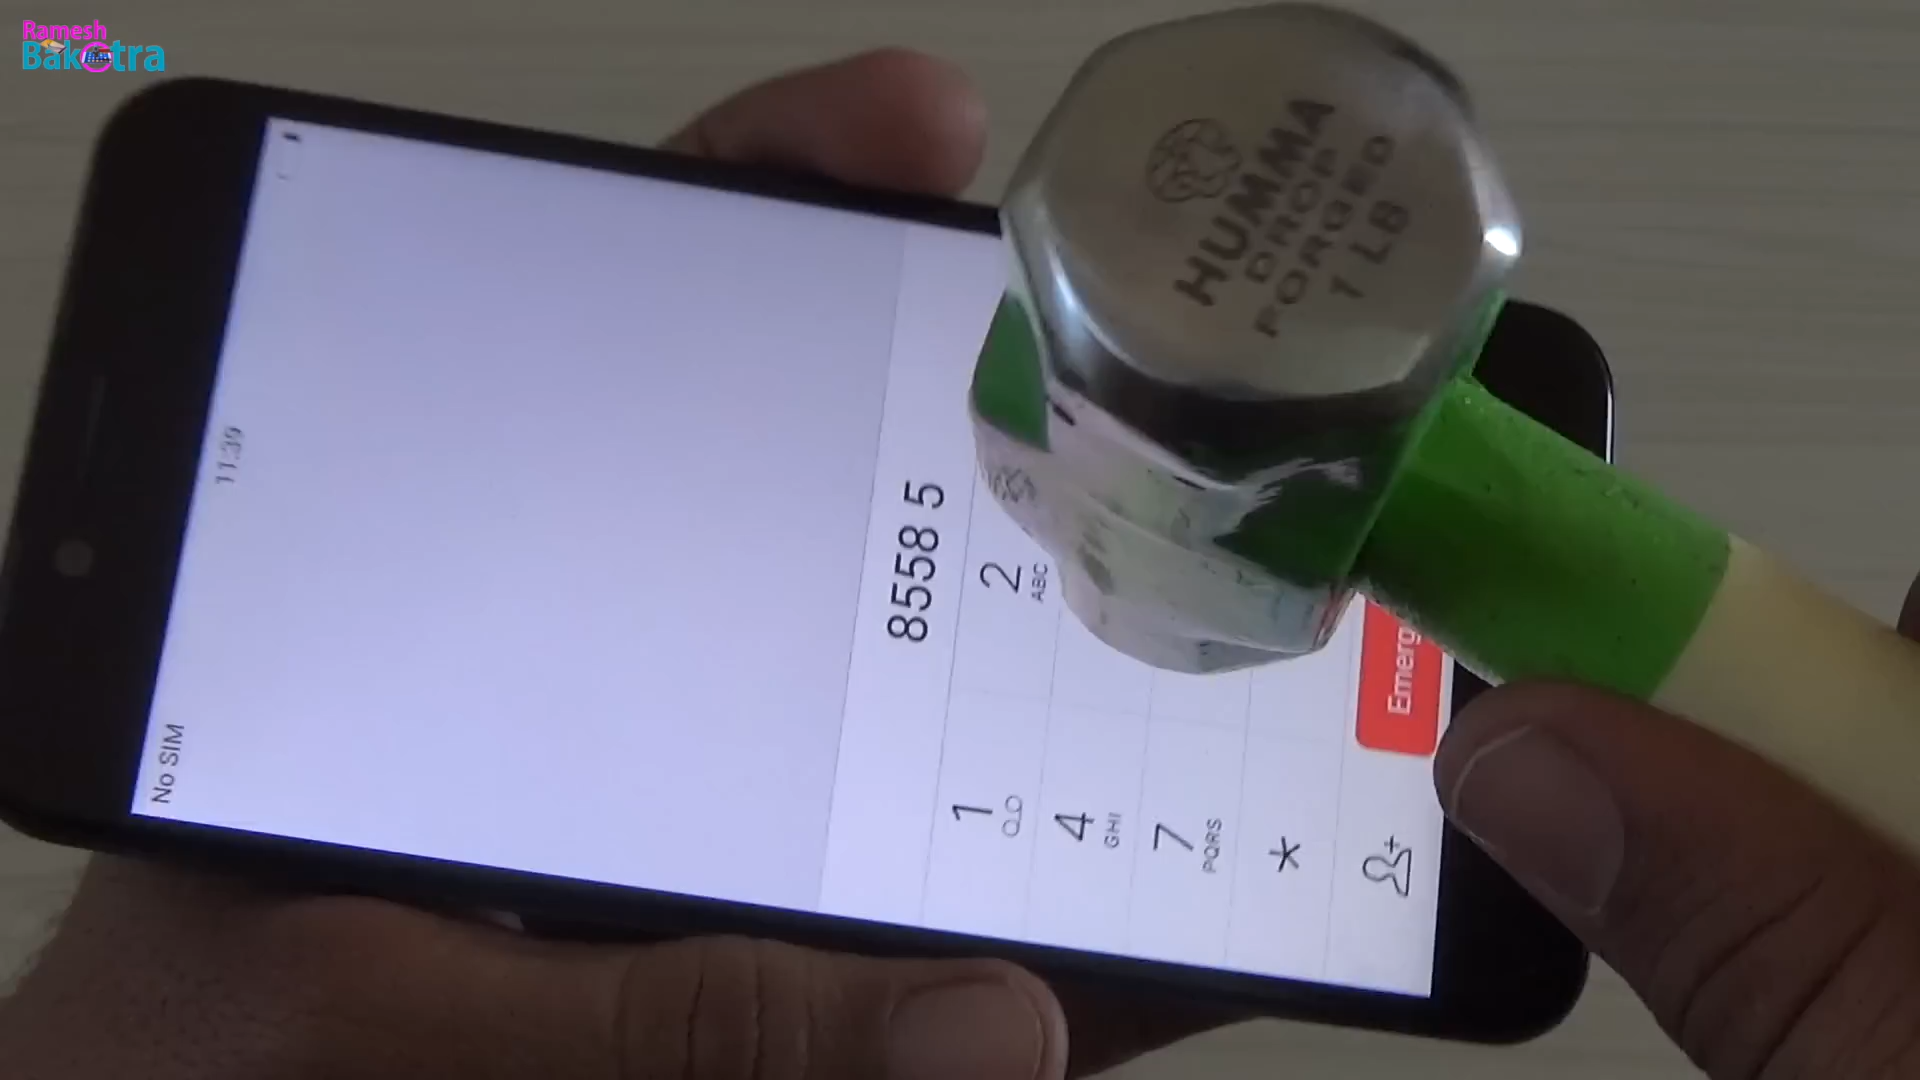 Ramesh
Bakotra
HUMMA
DROP
FORGED
1 LB
No SIM
11:39
8558 5
1
2
ABC
4
GHI
7
PQRS
*
Emerg